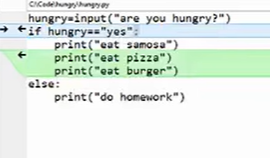 C:\Code\hungry\hungry.py
hungry=input("are you hungry?")
if hungry=="yes":
    print("eat samosa")
    print("eat pizza")
    print("eat burger")
else:
    print("do homework")